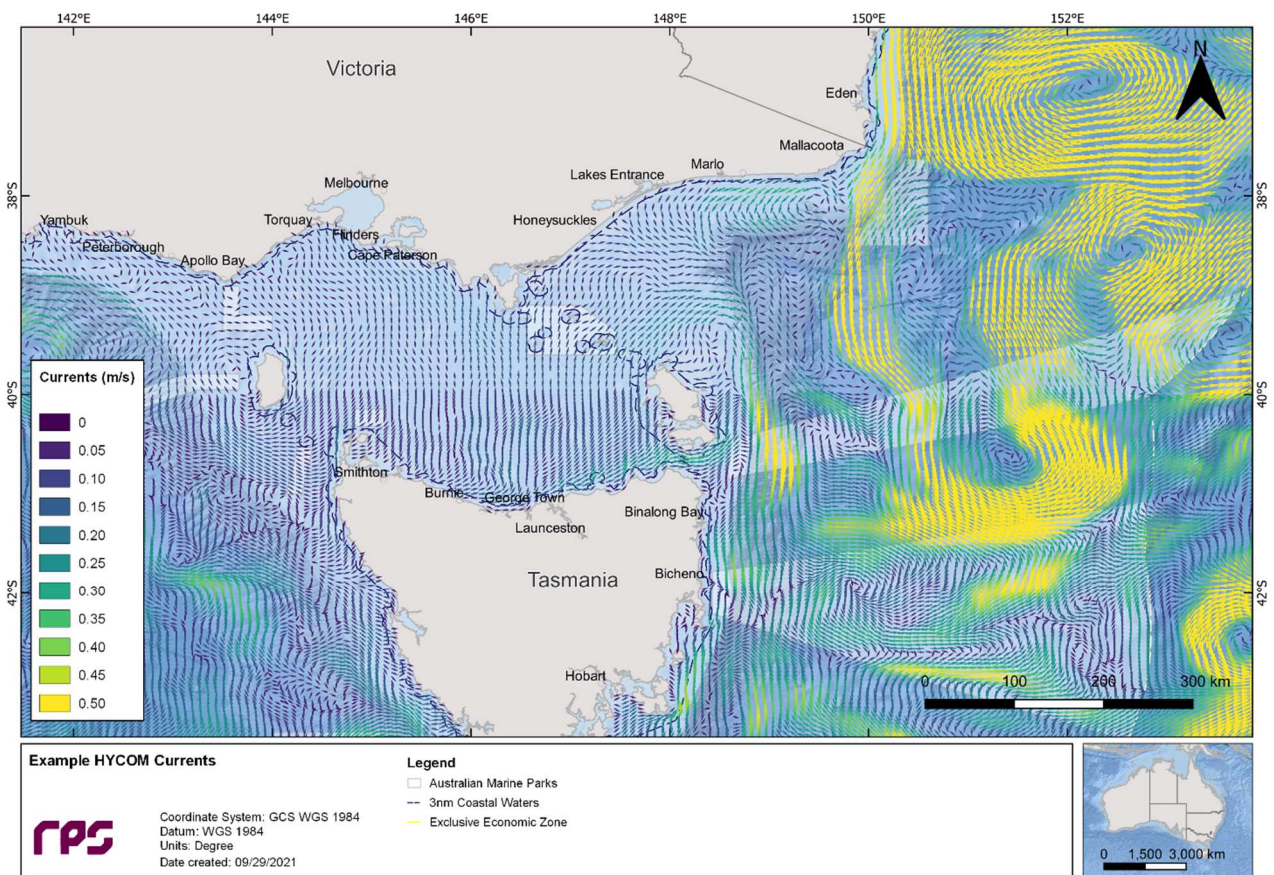 142°E 144°E 146°E 148°E 150°E 152°E
Victoria
N
Eden
Mallacoota
Marlo
Lakes Entrance
Melbourne
38°S
38°S
Yambuk
Torquay
Honeysuckles
Flinders
Peterborough
Cape Paterson
Apollo Bay
Currents (m/s)
40°S
40°S
0
0.05
0.10
0.15
0.20
0.25
0.30
0.35
0.40
0.45
0.50
Smithton
Burnie
George Town
Binalong Bay
Launceston
Tasmania
Bicheno
42°S
42°S
Hobart
0 100 200 300 km
Example HYCOM Currents
rps
Coordinate System: GCS WGS 1984
Datum: WGS 1984
Units: Degree
Date created: 09/29/2021
Legend
Australian Marine Parks
3nm Coastal Waters
Exclusive Economic Zone
0 1,500 3,000 km